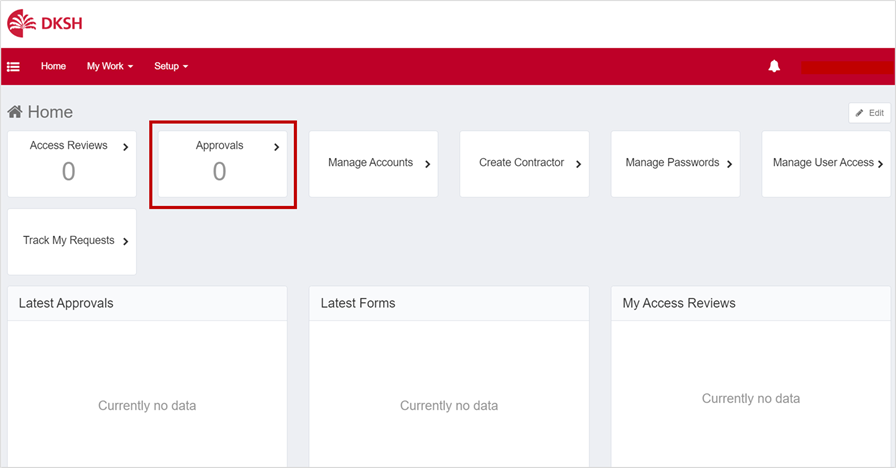 DKSH
Home My Work Setup
Home
Edit
Access Reviews
0
Approvals
0
Manage Accounts
Create Contractor
Manage Passwords
Manage User Access
Track My Requests
Latest Approvals
Currently no data
Latest Forms
Currently no data
My Access Reviews
Currently no data